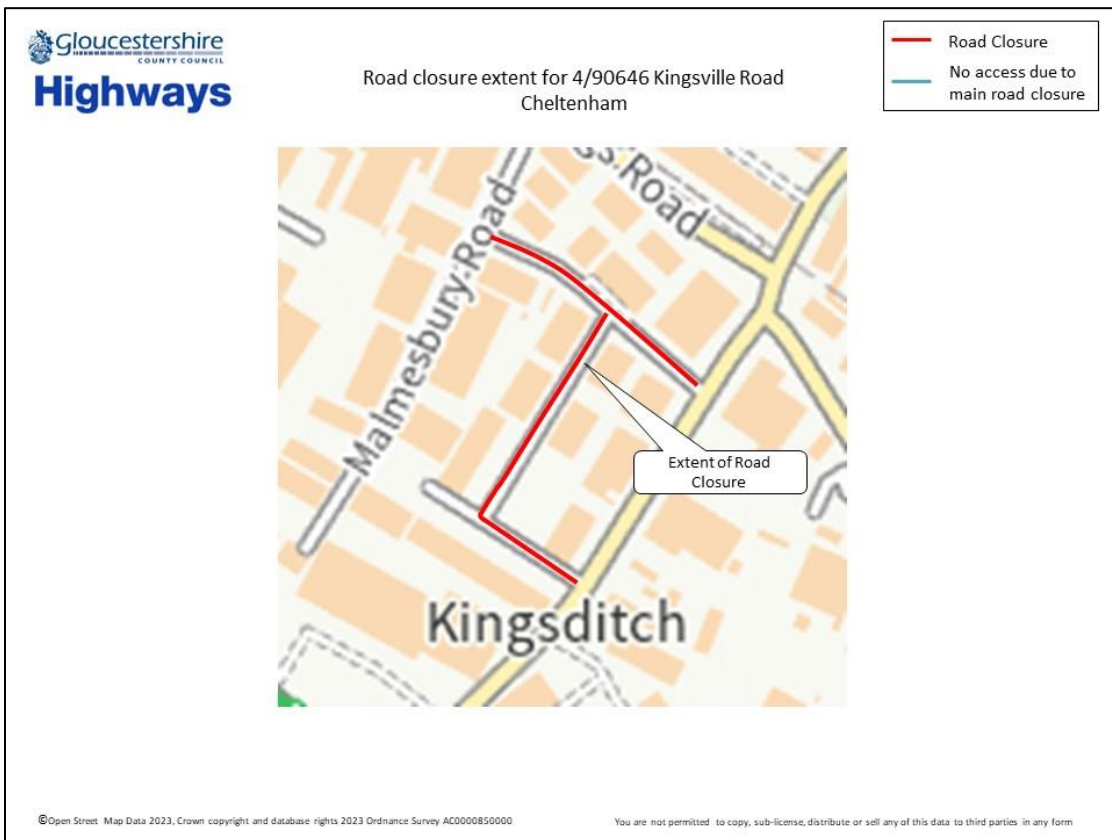 Gloucestershire
COUNTY COUNCIL
Highways
Road closure extent for 4/90646 Kingsville Road
Cheltenham
Road Closure
No access due to
main road closure
Road
Malmesbury Road
Extent of Road
Closure
Kingsditch
©Open Street Map Data 2023, Crown copyright and database rights 2023 Ordnance Survey AC0000850000
You are not permitted to copy, sub-license, distribute or sell any of this data to third parties in any form